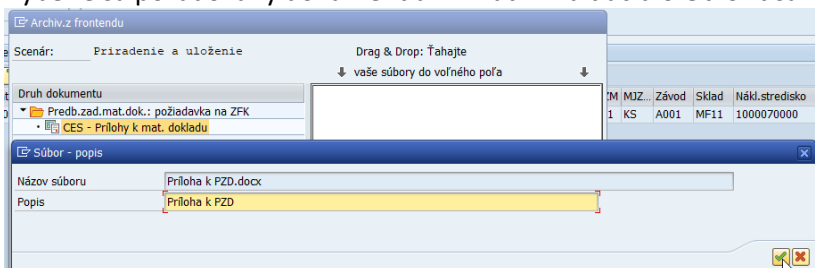 Archiv.z frontendu
Scenár: Priradenie a uloženie Drag & Drop: Ťahajte
vaše súbory do voľného poľa
Druh dokumentu
Predb.zad.mat.dok.: požiadavka na ZFK
CES - Prílohy k mat. dokladu
MJZ... Závod Sklad Nákl.stredisko
1 KS A001 MF11 1000070000
Súbor - popis
Názov súboru Príloha k PZD.docx
Popis Príloha k PZD